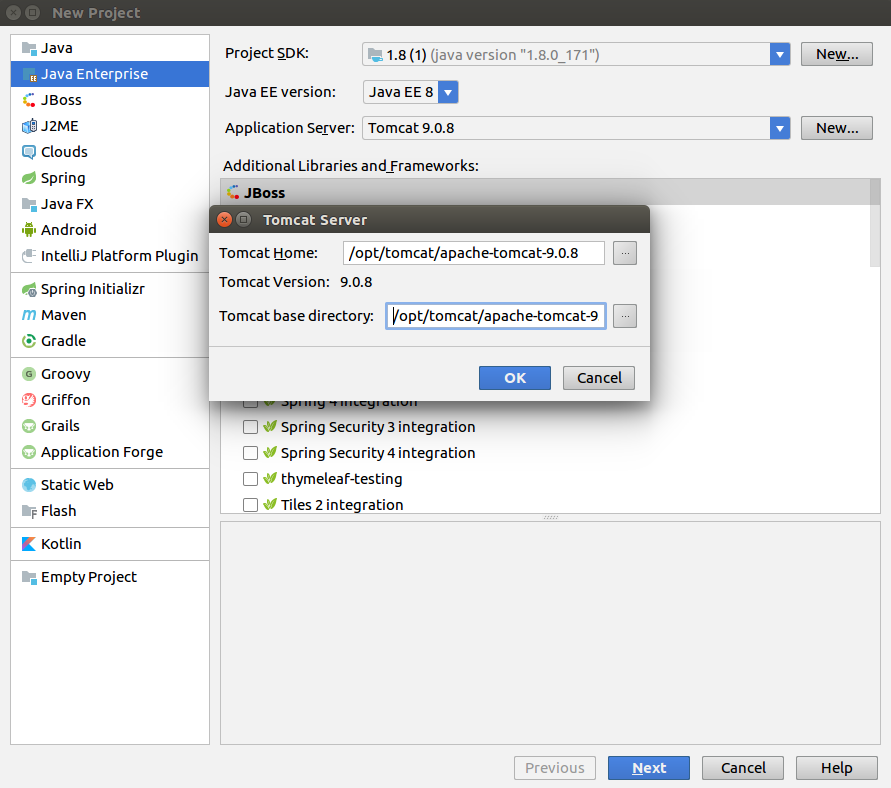 New Project
Java
Java Enterprise
JBoss
J2ME
Clouds
Spring
Java FX
Android
IntelliJ Platform Plugin
Spring Initializr
Maven
Gradle
Groovy
Griffon
Grails
Application Forge
Static Web
Flash
Kotlin
Empty Project
Project SDK: 1.8 (1) (java version "1.8.0_171") New...
Java EE version: Java EE 8
Application Server: Tomcat 9.0.8 New...
Additional Libraries and Frameworks:
JBoss
Tomcat Server
Tomcat Home: /opt/tomcat/apache-tomcat-9.0.8 ...
Tomcat Version: 9.0.8
Tomcat base directory: /opt/tomcat/apache-tomcat-9 ...
OK Cancel
Spring 4 integration
Spring Security 3 integration
Spring Security 4 integration
thymeleaf-testing
Tiles 2 integration
Previous Next Cancel Help